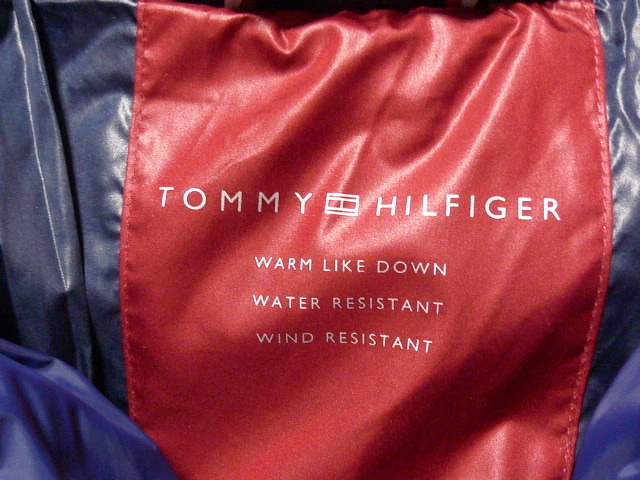 TOMMY HILFIGER
WARM LIKE DOWN
WATER RESISTANT
WIND RESISTANT